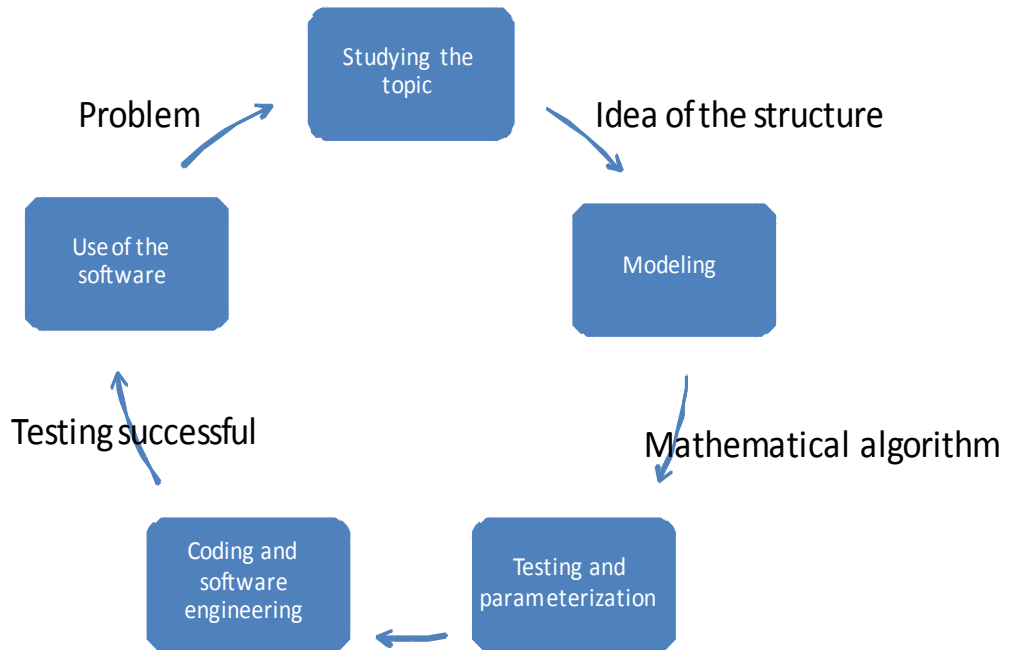 Studying the
topic
Problem
Idea of the structure
Use of the
software
Modeling
Testing successful
Mathematical algorithm
Coding and
software
engineering
Testing and
parameterization